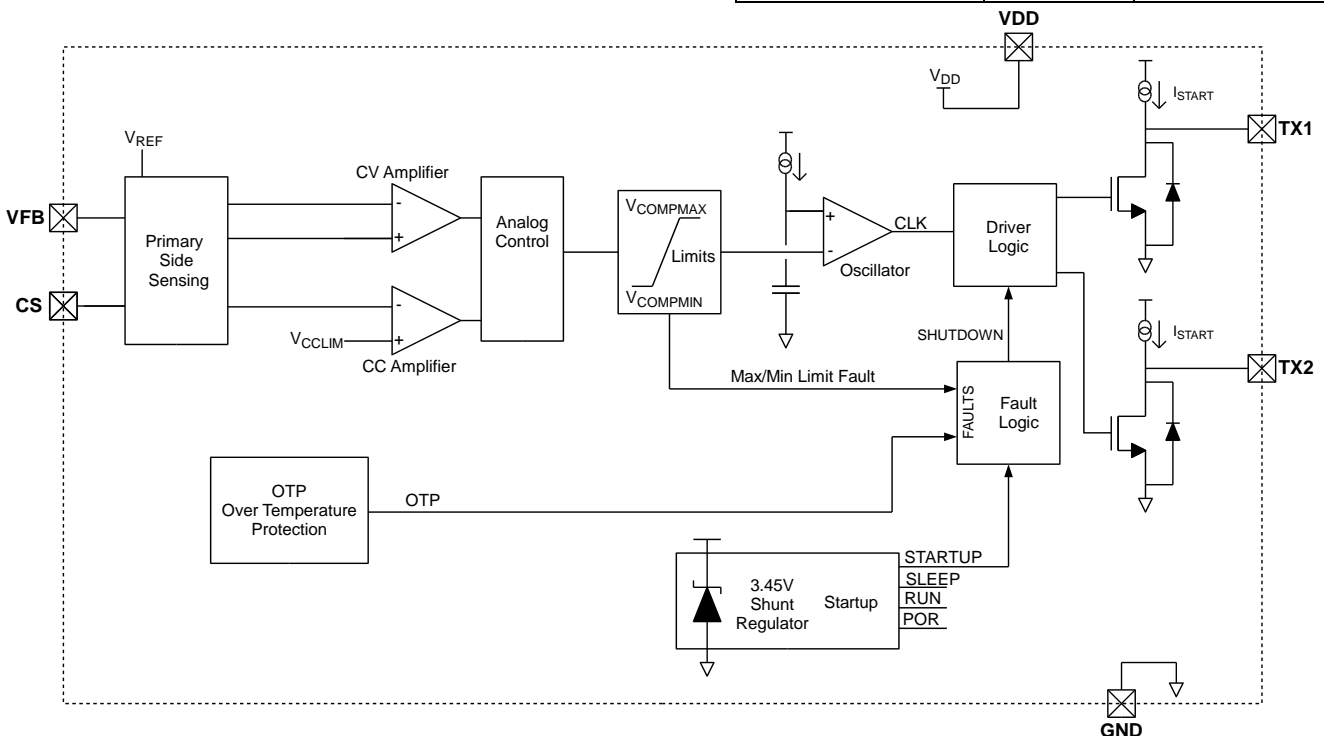 VDD
VDD
ISTART
TX1
VREF
CV Amplifier
VFB
-
+
Primary
Side
Sensing
Analog
Control
VCOMPMAX
Limits
VCOMPMIN
+
-
CLK
Oscillator
Driver
Logic
CS
-
VCCLIM
+
CC Amplifier
SHUTDOWN
ISTART
TX2
Max/Min Limit Fault
FAULTS
Fault
Logic
OTP
Over Temperature
Protection
OTP
3.45V
Shunt
Regulator
Startup
STARTUP
SLEEP
RUN
POR
GND